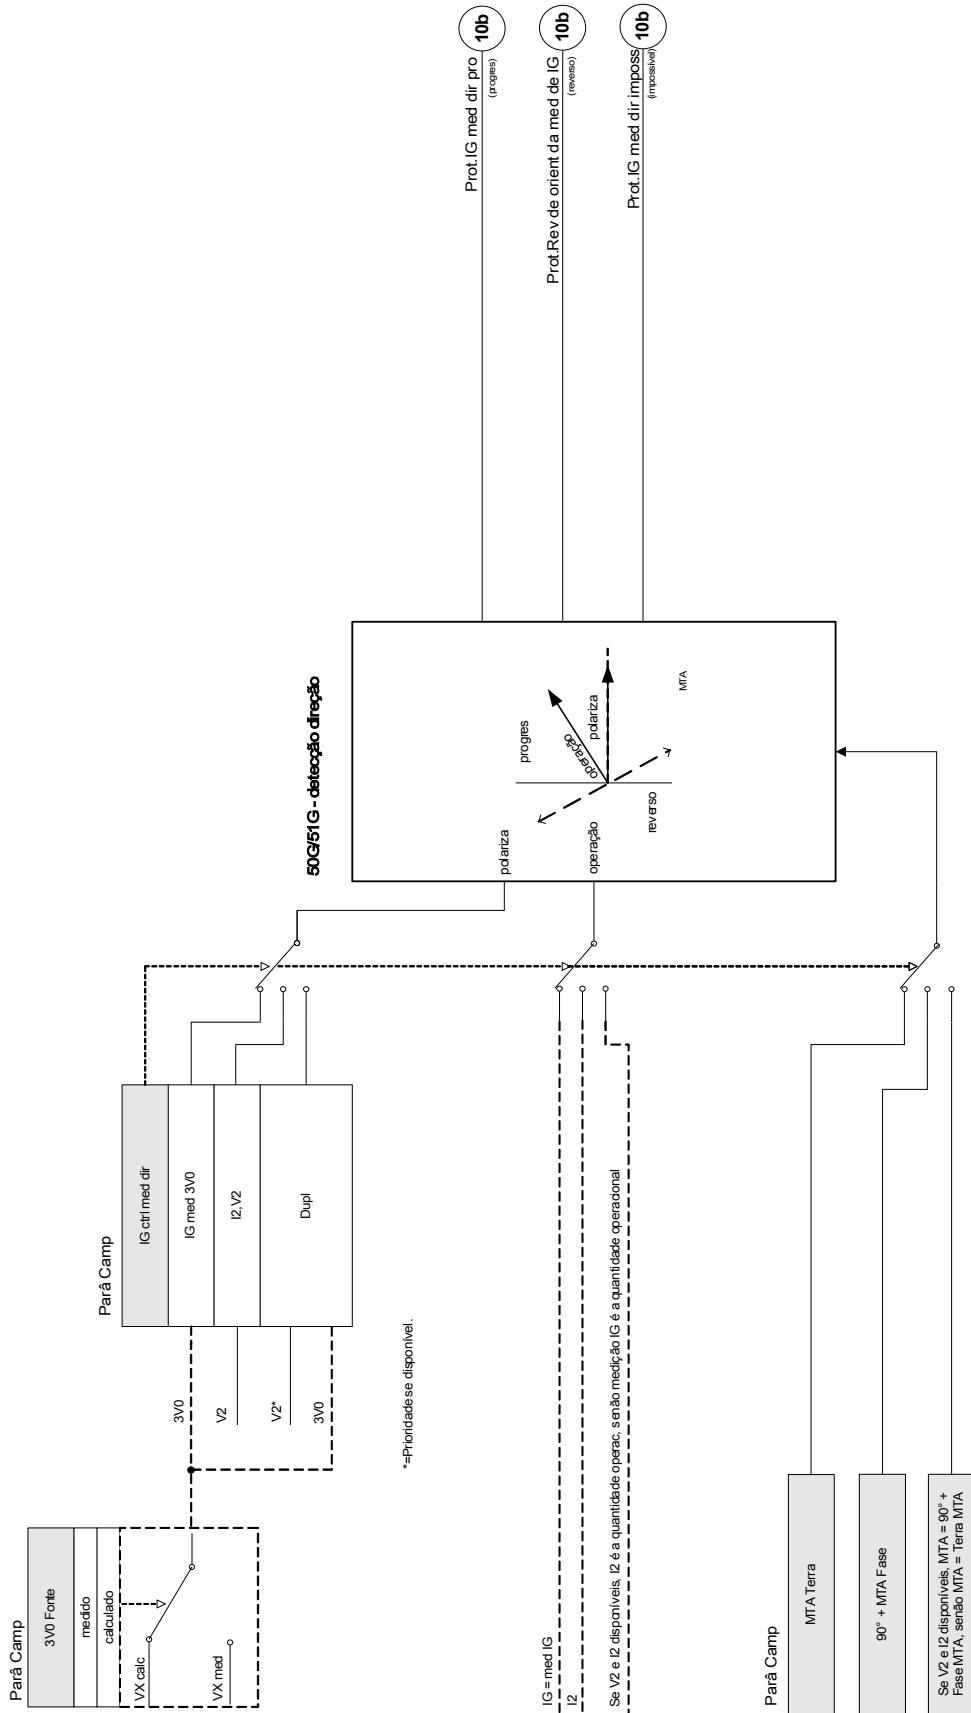 Parâ Camp
3V0 Fonte
medido
calculado
VX calc
VX med
Parâ Camp
IG ctrl med dir
IG med 3V0
I2,V2
Dupl
3V0
V2
V2*
3V0
*=Prioridade se disponível.
50G/51G - detecção direção
polariza
operação
progres
operação
polariza
reverso
MTA
Prot.IG med dir pro
(progres)
10b
Prot.Rev de orient da med de IG
(reverso)
10b
Prot.IG med dir imposs
(impossível)
10b
IG = med IG
I2
Se V2 e I2 disponíveis, I2 é a quantidade operac, senão medição IG é a quantidade operacional
Parâ Camp
MTA Terra
90° + MTA Fase
Se V2 e I2 disponíveis, MTA = 90° +
Fase MTA, senão MTA = Terra MTA